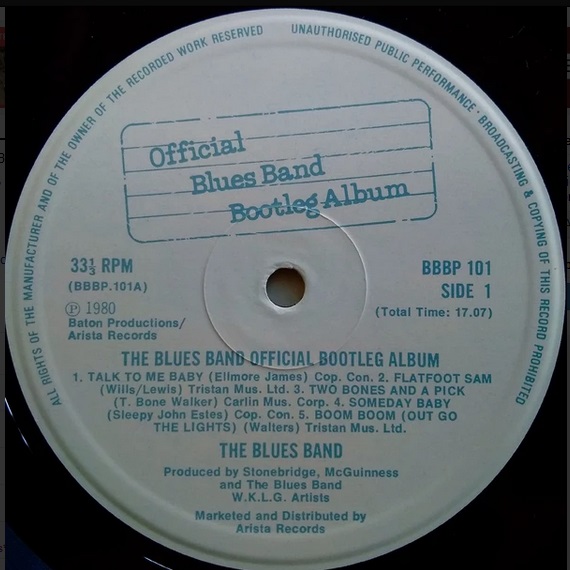 ALL RIGHTS OF THE MANUFACTURER AND OF THE OWNER OF THE RECORDED WORK RESERVED
UNAUTHORISED PUBLIC PERFORMANCE · BROADCASTING & COPYING OF THIS RECORD PROHIBITED
Official
Blues Band
Bootleg Album
33⅓ RPM
(BBBP.101A)
Ⓟ 1980
Baton Productions/
Arista Records
BBBP 101
SIDE 1
(Total Time: 17.07)
THE BLUES BAND OFFICIAL BOOTLEG ALBUM
1. TALK TO ME BABY (Ellmore James) Cop. Con. 2. FLATFOOT SAM
(Wills/Lewis) Tristan Mus. Ltd. 3. TWO BONES AND A PICK
(T. Bone Walker) Carlin Mus. Corp. 4. SOMEDAY BABY
(Sleepy John Estes) Cop. Con. 5. BOOM BOOM (OUT GO
THE LIGHTS) (Walters) Tristan Mus. Ltd.
THE BLUES BAND
Produced by Stonebridge, McGuinness
and The Blues Band
W.K.L.G. Artists
Marketed and Distributed by
Arista Records